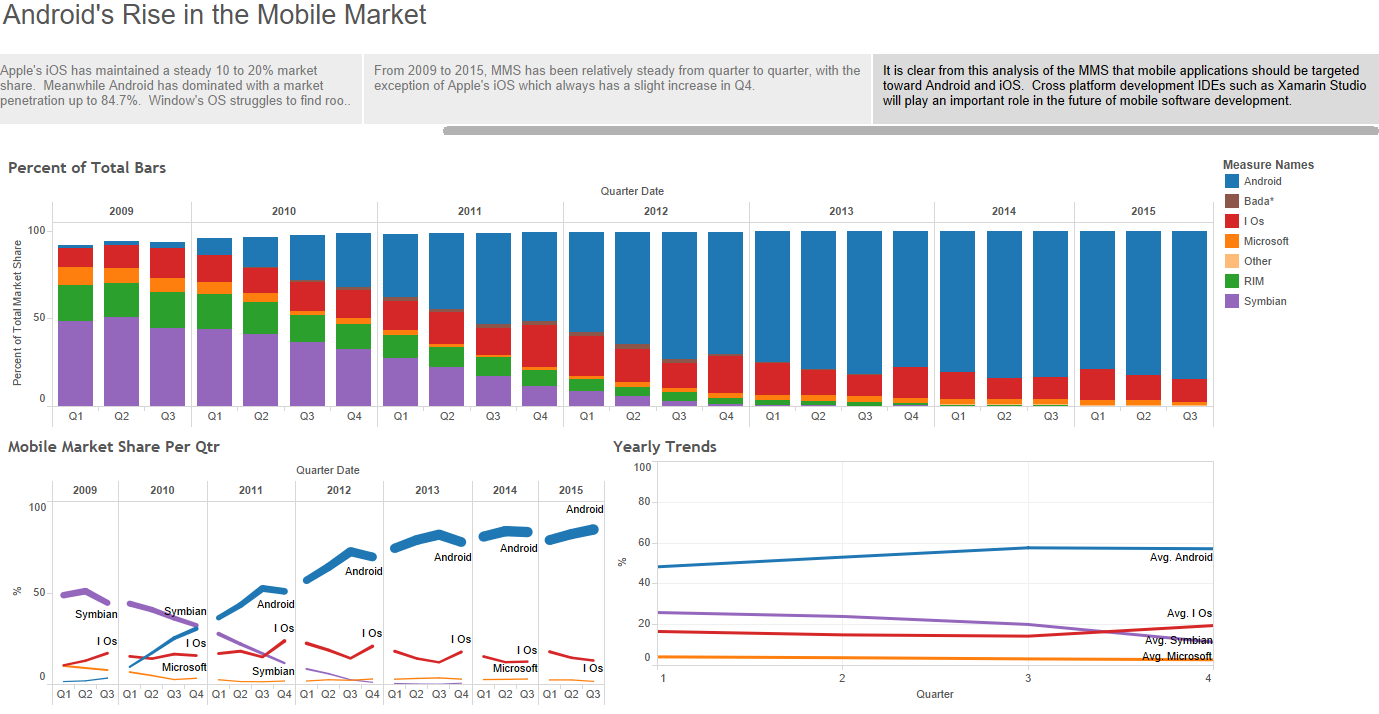 Android's Rise in the Mobile Market
Apple's iOS has maintained a steady 10 to 20% market
share.  Meanwhile Android has dominated with a market
penetration up to 84.7%.  Window's OS struggles to find roo..
From 2009 to 2015, MMS has been relatively steady from quarter to quarter, with the
exception of Apple's iOS which always has a slight increase in Q4.
It is clear from this analysis of the MMS that mobile applications should be targeted
toward Android and iOS.  Cross platform development IDEs such as Xamarin Studio
will play an important role in the future of mobile software development.
Percent of Total Bars
Quarter Date
2009 2010 2011 2012 2013 2014 2015
Percent of Total Market Share
100
50
0
Q1 Q2 Q3 Q1 Q2 Q3 Q4 Q1 Q2 Q3 Q4 Q1 Q2 Q3 Q4 Q1 Q2 Q3 Q4 Q1 Q2 Q3 Q1 Q2 Q3
Measure Names
Android
Bada*
I Os
Microsoft
Other
RIM
Symbian
Mobile Market Share Per Qtr
Quarter Date
2009 2010 2011 2012 2013 2014 2015
%
100
50
0
Symbian
I Os
Symbian
I Os
Microsoft
Android
I Os
Symbian
Android
I Os
Android
I Os
Android
I Os
Microsoft
Android
I Os
Q1 Q2 Q3 Q1 Q2 Q3 Q4 Q1 Q2 Q3 Q4 Q1 Q2 Q3 Q4 Q1 Q2 Q3 Q4 Q1 Q2 Q3 Q1 Q2 Q3
Yearly Trends
%
100
80
60
40
20
0
Avg. Android
Avg. I Os
Avg. Symbian
Avg. Microsoft
1 2 3 4
Quarter